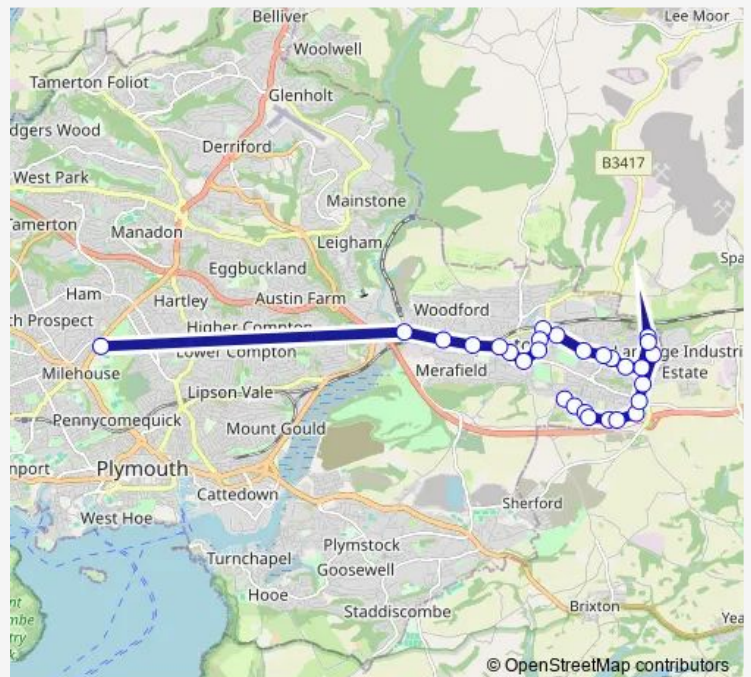 Belliver
Lee Moor
Woolwell
Tamerton Foliot
Glenholt
dgers Wood
Derriford
B3417
West Park
Mainstone
Tamerton
Manadon
Leigham
Eggbuckland
Spa
Ham
Hartley
Austin Farm
Woodford
th Prospect
Higher Compton
Lower Compton
Merafield
Milehouse
Estate
Lipson Vale
Pennycomequick
Mount Gould
nport
Plymouth
Cattedown
West Hoe
Sherford
Plymstock
Turnchapel
Goosewell
Hooe
Staddiscombe
Brixton
Yea
© OpenStreetMap contributors